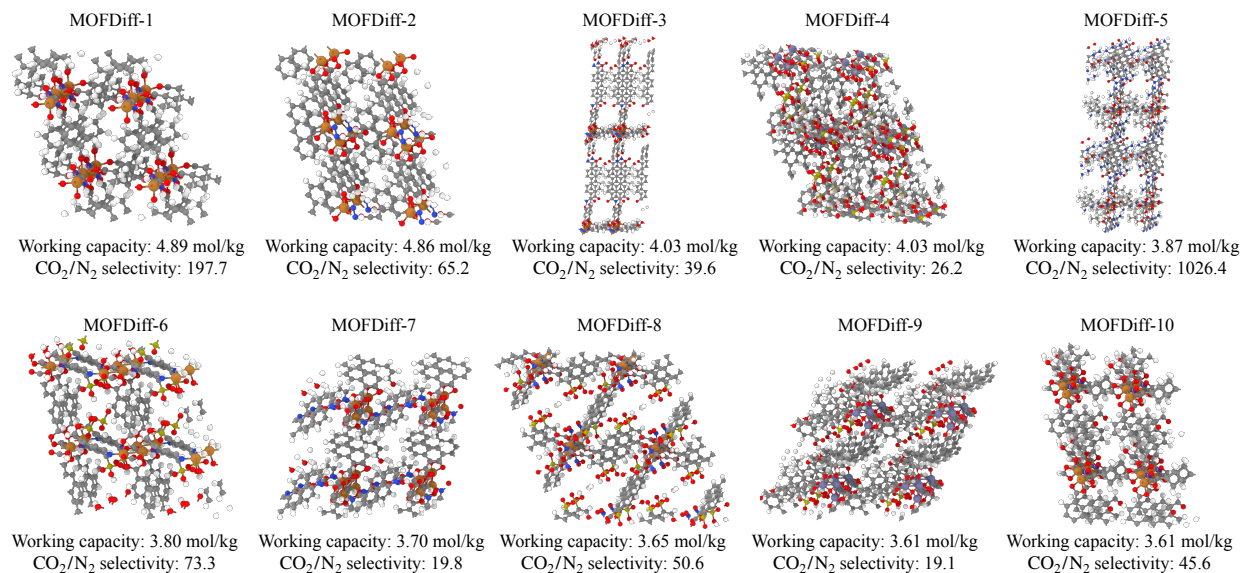 MOFDiff-1
Working capacity: 4.89 mol/kg
CO₂/N₂ selectivity: 197.7
MOFDiff-2
Working capacity: 4.86 mol/kg
CO₂/N₂ selectivity: 65.2
MOFDiff-3
Working capacity: 4.03 mol/kg
CO₂/N₂ selectivity: 39.6
MOFDiff-4
Working capacity: 4.03 mol/kg
CO₂/N₂ selectivity: 26.2
MOFDiff-5
Working capacity: 3.87 mol/kg
CO₂/N₂ selectivity: 1026.4
MOFDiff-6
Working capacity: 3.80 mol/kg
CO₂/N₂ selectivity: 73.3
MOFDiff-7
Working capacity: 3.70 mol/kg
CO₂/N₂ selectivity: 19.8
MOFDiff-8
Working capacity: 3.65 mol/kg
CO₂/N₂ selectivity: 50.6
MOFDiff-9
Working capacity: 3.61 mol/kg
CO₂/N₂ selectivity: 19.1
MOFDiff-10
Working capacity: 3.61 mol/kg
CO₂/N₂ selectivity: 45.6